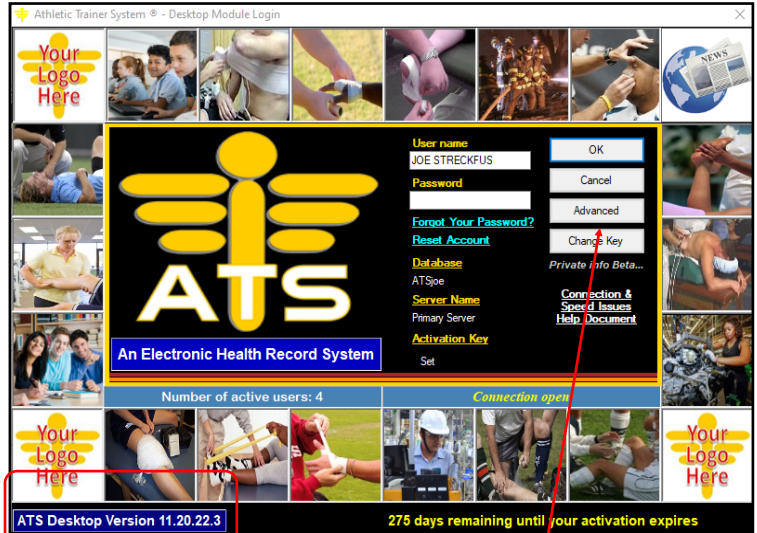 Athletic Trainer System ® - Desktop Module Login
Your
Logo
Here
NEWS
User name
JOE STRECKFUS
Password
Forgot Your Password?
Reset Account
Database
ATSjoe
Server Name
Primary Server
Activation Key
Set
OK
Cancel
Advanced
Change Key
Private info Beta...
Connection &
Speed Issues
Help Document
ATS
An Electronic Health Record System
Number of active users: 4
Connection open
Your
Logo
Here
Your
Logo
Here
ATS Desktop Version 11.20.22.3
275 days remaining until your activation expires